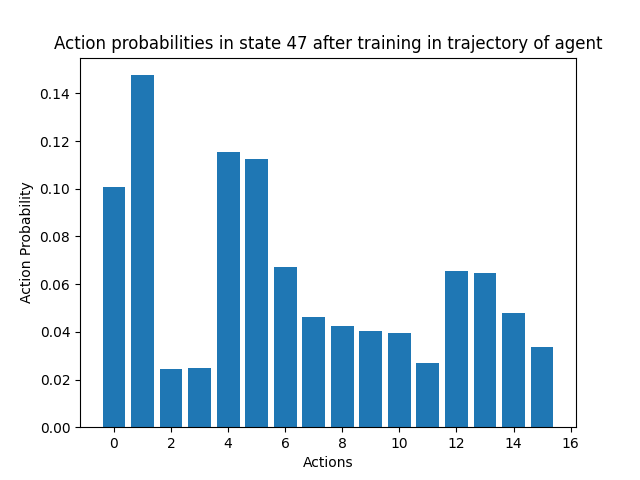 Action probabilities in state 47 after training in trajectory of agent
0.14
0.12
0.10
0.08
0.06
0.04
0.02
0.00
Action Probability
0 2 4 6 8 10 12 14 16
Actions